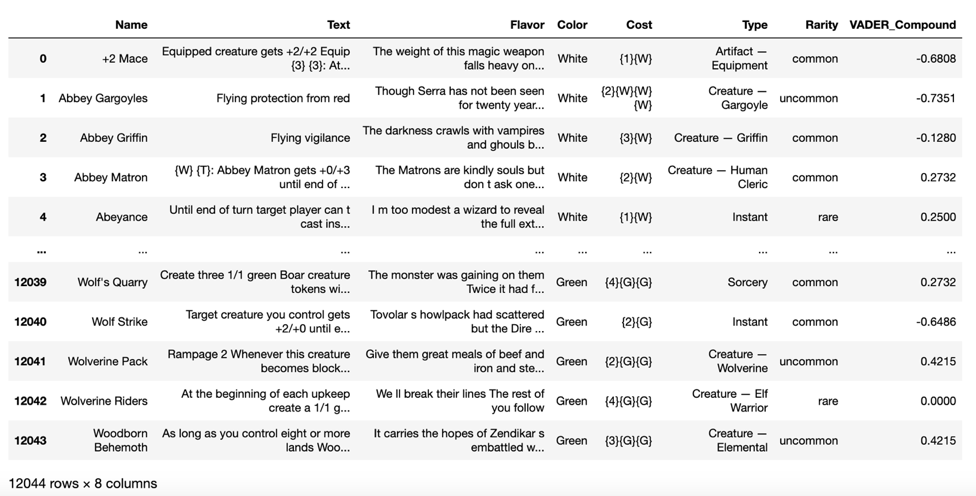 Name Text Flavor Color Cost Type Rarity VADER_Compound
0 +2 Mace Equipped creature gets +2/+2 Equip {3} {3}: At... The weight of this magic weapon falls heavy on... White {1}{W} Artifact — Equipment common -0.6808
1 Abbey Gargoyles Flying protection from red Though Serra has not been seen for twenty year... White {2}{W}{W}{W} Creature — Gargoyle uncommon -0.7351
2 Abbey Griffin Flying vigilance The darkness crawls with vampires and ghouls b... White {3}{W} Creature — Griffin common -0.1280
3 Abbey Matron {W} {T}: Abbey Matron gets +0/+3 until end of ... The Matrons are kindly souls but don t ask one... White {2}{W} Creature — Human Cleric common 0.2732
4 Abeyance Until end of turn target player can t cast ins... I m too modest a wizard to reveal the full ext... White {1}{W} Instant rare 0.2500
... ... ... ... ... ... ... ... ...
12039 Wolf's Quarry Create three 1/1 green Boar creature tokens wi... The monster was gaining on them Twice it had f... Green {4}{G}{G} Sorcery common 0.2732
12040 Wolf Strike Target creature you control gets +2/+0 until e... Tovolar s howlpack had scattered but the Dire ... Green {2}{G} Instant common -0.6486
12041 Wolverine Pack Rampage 2 Whenever this creature becomes block... Give them great meals of beef and iron and ste... Green {2}{G}{G} Creature — Wolverine uncommon 0.4215
12042 Wolverine Riders At the beginning of each upkeep create a 1/1 g... We ll break their lines The rest of you follow Green {4}{G}{G} Creature — Elf Warrior rare 0.0000
12043 Woodborn Behemoth As long as you control eight or more lands Woo... It carries the hopes of Zendikar s embattled w... Green {3}{G}{G} Creature — Elemental uncommon 0.4215
12044 rows × 8 columns